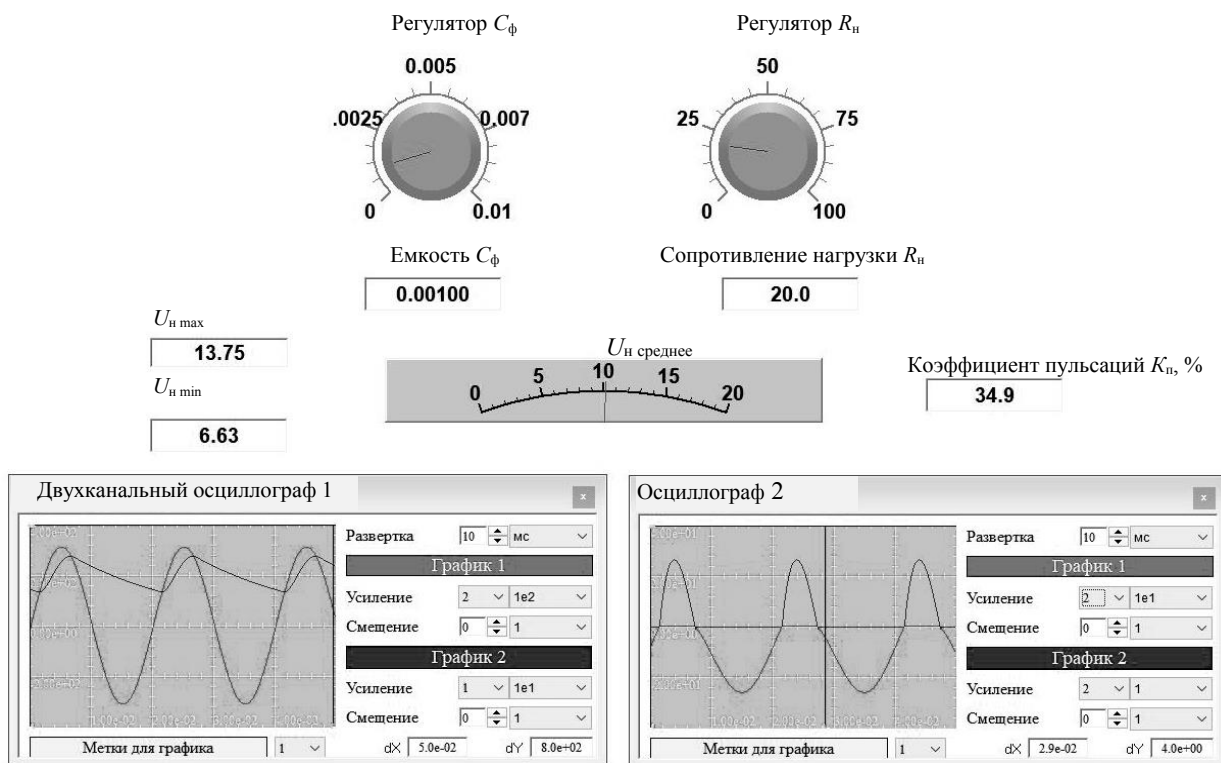 Регулятор Cф Регулятор Rн
0.005 50
.0025 0.007 25 75
0 0.01 0 100
Емкость Cф Сопротивление нагрузки Rн
0.00100 20.0
Uн max
13.75
Uн среднее
Коэффициент пульсаций Kп, %
0 5 10 15 20
34.9
Uн min
6.63
Двухканальный осциллограф 1
x
Развертка 10 мс
График 1
Усиление 2 1e2
Смещение 0 1
График 2
Усиление 1 1e1
Смещение 0 1
Метки для графика 1 dX 5.0e-02 dY 8.0e+02
Осциллограф 2
x
Развертка 10 мс
График 1
Усиление 2 1e1
Смещение 0 1
График 2
Усиление 2 1
Смещение 0 1
Метки для графика 1 dX 2.9e-02 dY 4.0e+00